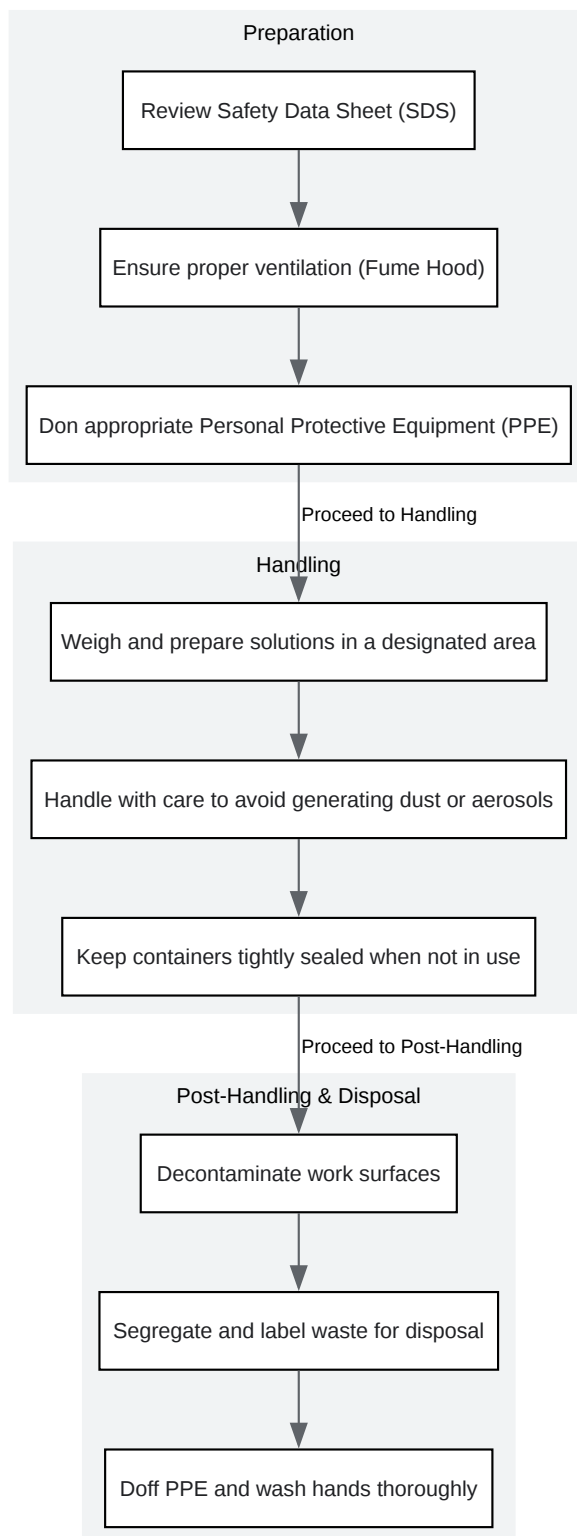 Preparation
Review Safety Data Sheet (SDS)
Ensure proper ventilation (Fume Hood)
Don appropriate Personal Protective Equipment (PPE)
Proceed to Handling
Handling
Weigh and prepare solutions in a designated area
Handle with care to avoid generating dust or aerosols
Keep containers tightly sealed when not in use
Proceed to Post-Handling
Post-Handling & Disposal
Decontaminate work surfaces
Segregate and label waste for disposal
Doff PPE and wash hands thoroughly